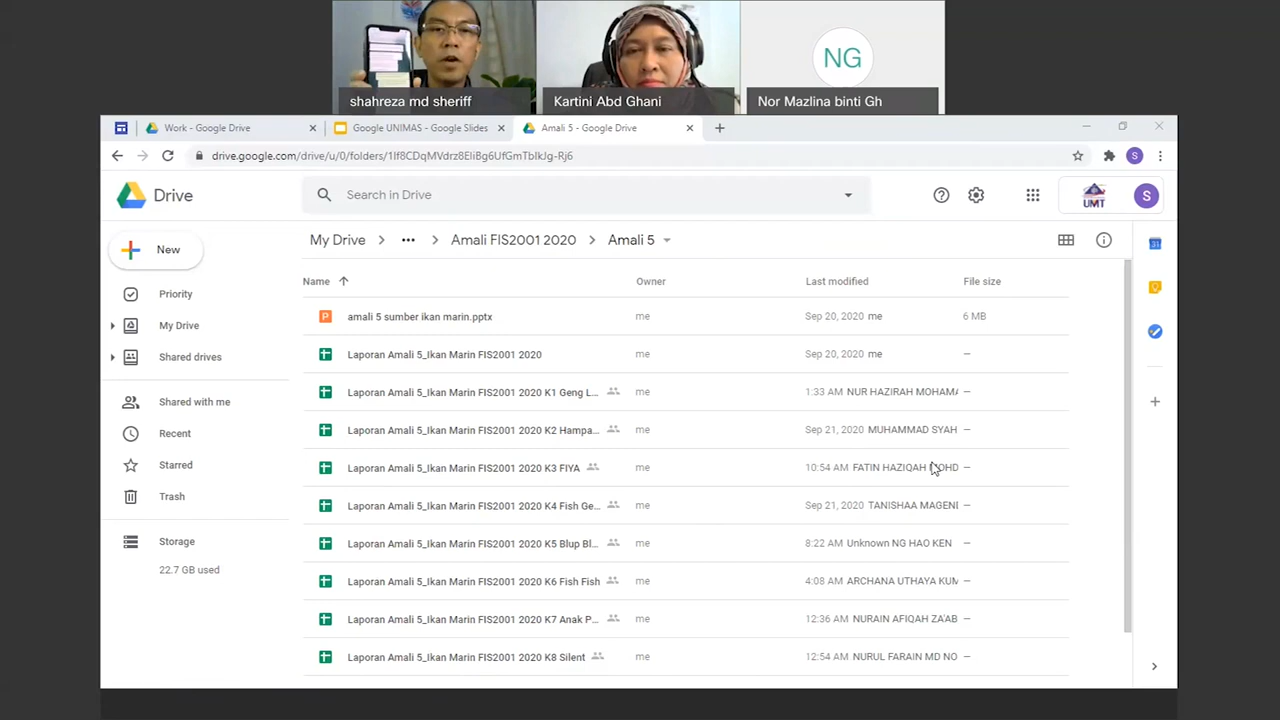 NG
shahreza md sheriff
Kartini Abd Ghani
Nor Mazlina binti Gh
Work - Google Drive
Google UNIMAS - Google Slides
Amali 5 - Google Drive
drive.google.com/drive/u/0/folders/1If8CDqMVdrz8EliBg6UfGmTbIkJg-Rj6
S
Drive
Search in Drive
UMT
S
New
My Drive
Amali FIS2001 2020
Amali 5
Priority
My Drive
Shared drives
Shared with me
Recent
Starred
Trash
Storage
22.7 GB used
Name Owner Last modified File size
P amali 5 sumber ikan marin.pptx me Sep 20, 2020 me 6 MB
Laporan Amali 5_Ikan Marin FIS2001 2020 me Sep 20, 2020 me —
Laporan Amali 5_Ikan Marin FIS2001 2020 K1 Geng L... me 1:33 AM NUR HAZIRAH MOHAMA —
Laporan Amali 5_Ikan Marin FIS2001 2020 K2 Hampa... me Sep 21, 2020 MUHAMMAD SYAH —
Laporan Amali 5_Ikan Marin FIS2001 2020 K3 FIYA me 10:54 AM FATIN HAZIQAH MOHD —
Laporan Amali 5_Ikan Marin FIS2001 2020 K4 Fish Ge... me Sep 21, 2020 TANISHAA MAGEND —
Laporan Amali 5_Ikan Marin FIS2001 2020 K5 Blup Bl... me 8:22 AM Unknown NG HAO KEN —
Laporan Amali 5_Ikan Marin FIS2001 2020 K6 Fish Fish me 4:08 AM ARCHANA UTHAYA KUM —
Laporan Amali 5_Ikan Marin FIS2001 2020 K7 Anak P... me 12:36 AM NURAIN AFIQAH ZA'AB —
Laporan Amali 5_Ikan Marin FIS2001 2020 K8 Silent me 12:54 AM NURUL FARAIN MD NO —